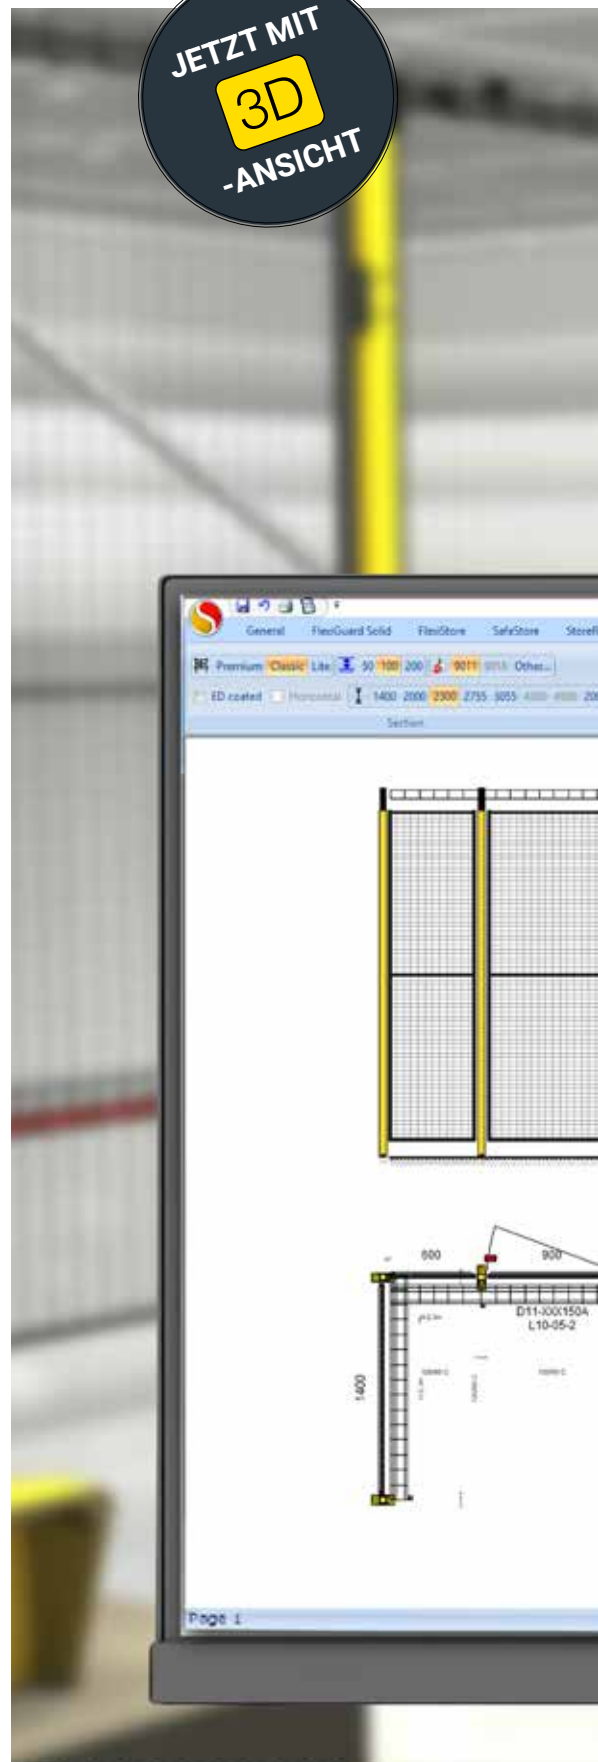 JETZT MIT
3D
-ANSICHT
General FlexiGuard Solid FlexiStore SafeStore
Premium Classic Lite 50 100 200 9011 Other...
ED coated Horizontal 1400 2000 2300 2755 3055
Section
600 900
D11-XXX150A
L10-05-2
1400
Page 1